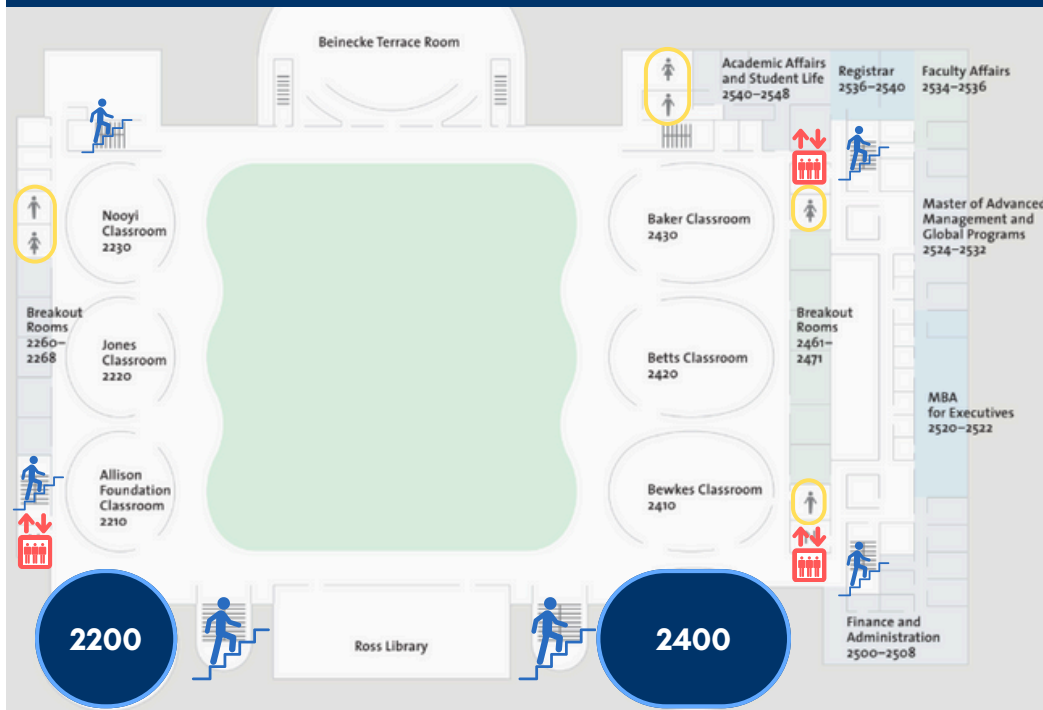 Beinecke Terrace Room
Academic Affairs
and Student Life
2540–2548
Registrar
2536–2540
Faculty Affairs
2534–2536
Nooyi
Classroom
2230
Baker Classroom
2430
Master of Advanced
Management and
Global Programs
2524–2532
Breakout
Rooms
2260–
2268
Jones
Classroom
2220
Betts Classroom
2420
Breakout
Rooms
2461–
2471
MBA
for Executives
2520–2522
Allison
Foundation
Classroom
2210
Bewkes Classroom
2410
2200
Ross Library
2400
Finance and
Administration
2500–2508